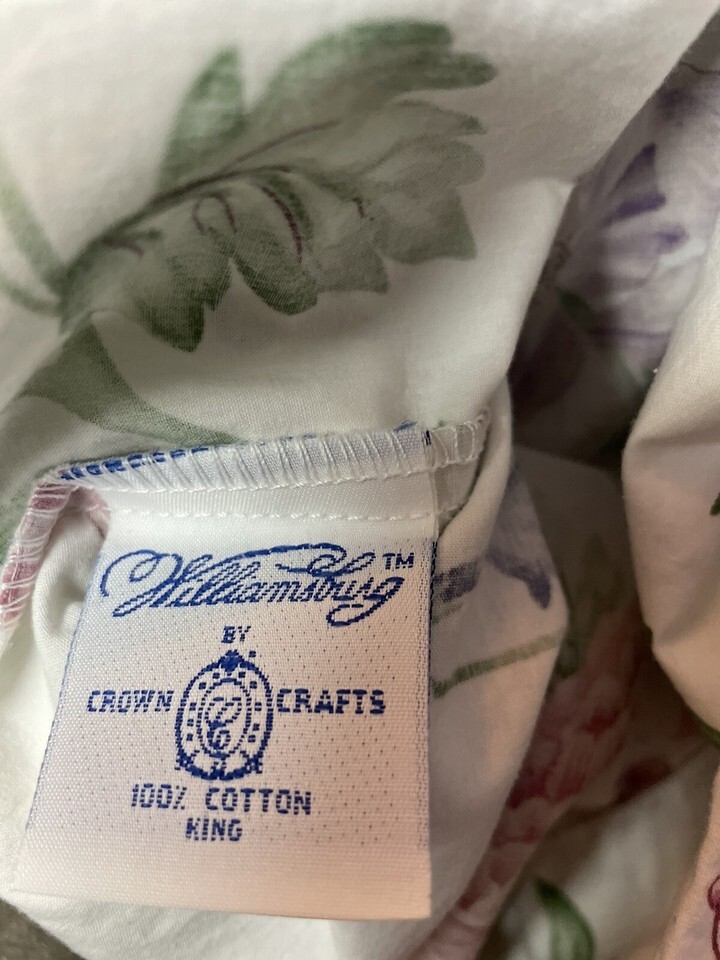 Williamsburg™
BY
CROWN CRAFTS
100% COTTON
KING